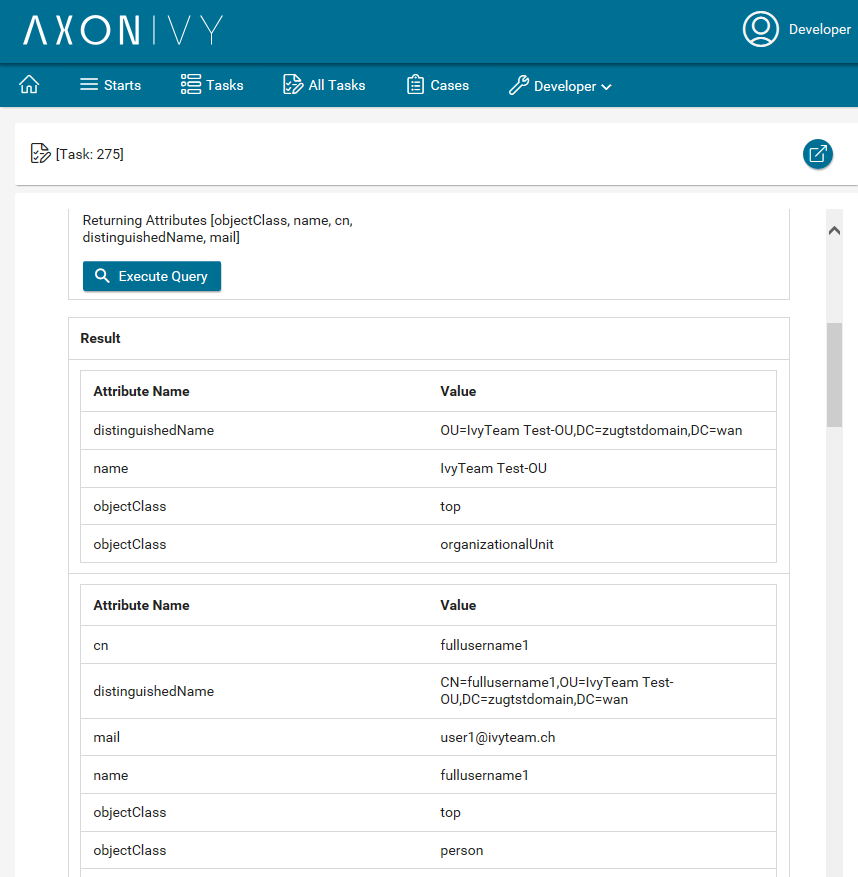 AXONIVY
Developer
Starts
Tasks
All Tasks
Cases
Developer
[Task: 275]
Returning Attributes [objectClass, name, cn,
distinguishedName, mail]
Execute Query
Result
Attribute Name Value
distinguishedName OU=IvyTeam Test-OU,DC=zugtstdomain,DC=wan
name IvyTeam Test-OU
objectClass top
objectClass organizationalUnit
Attribute Name Value
cn fullusername1
distinguishedName CN=fullusername1,OU=IvyTeam Test-
OU,DC=zugtstdomain,DC=wan
mail user1@ivyteam.ch
name fullusername1
objectClass top
objectClass person